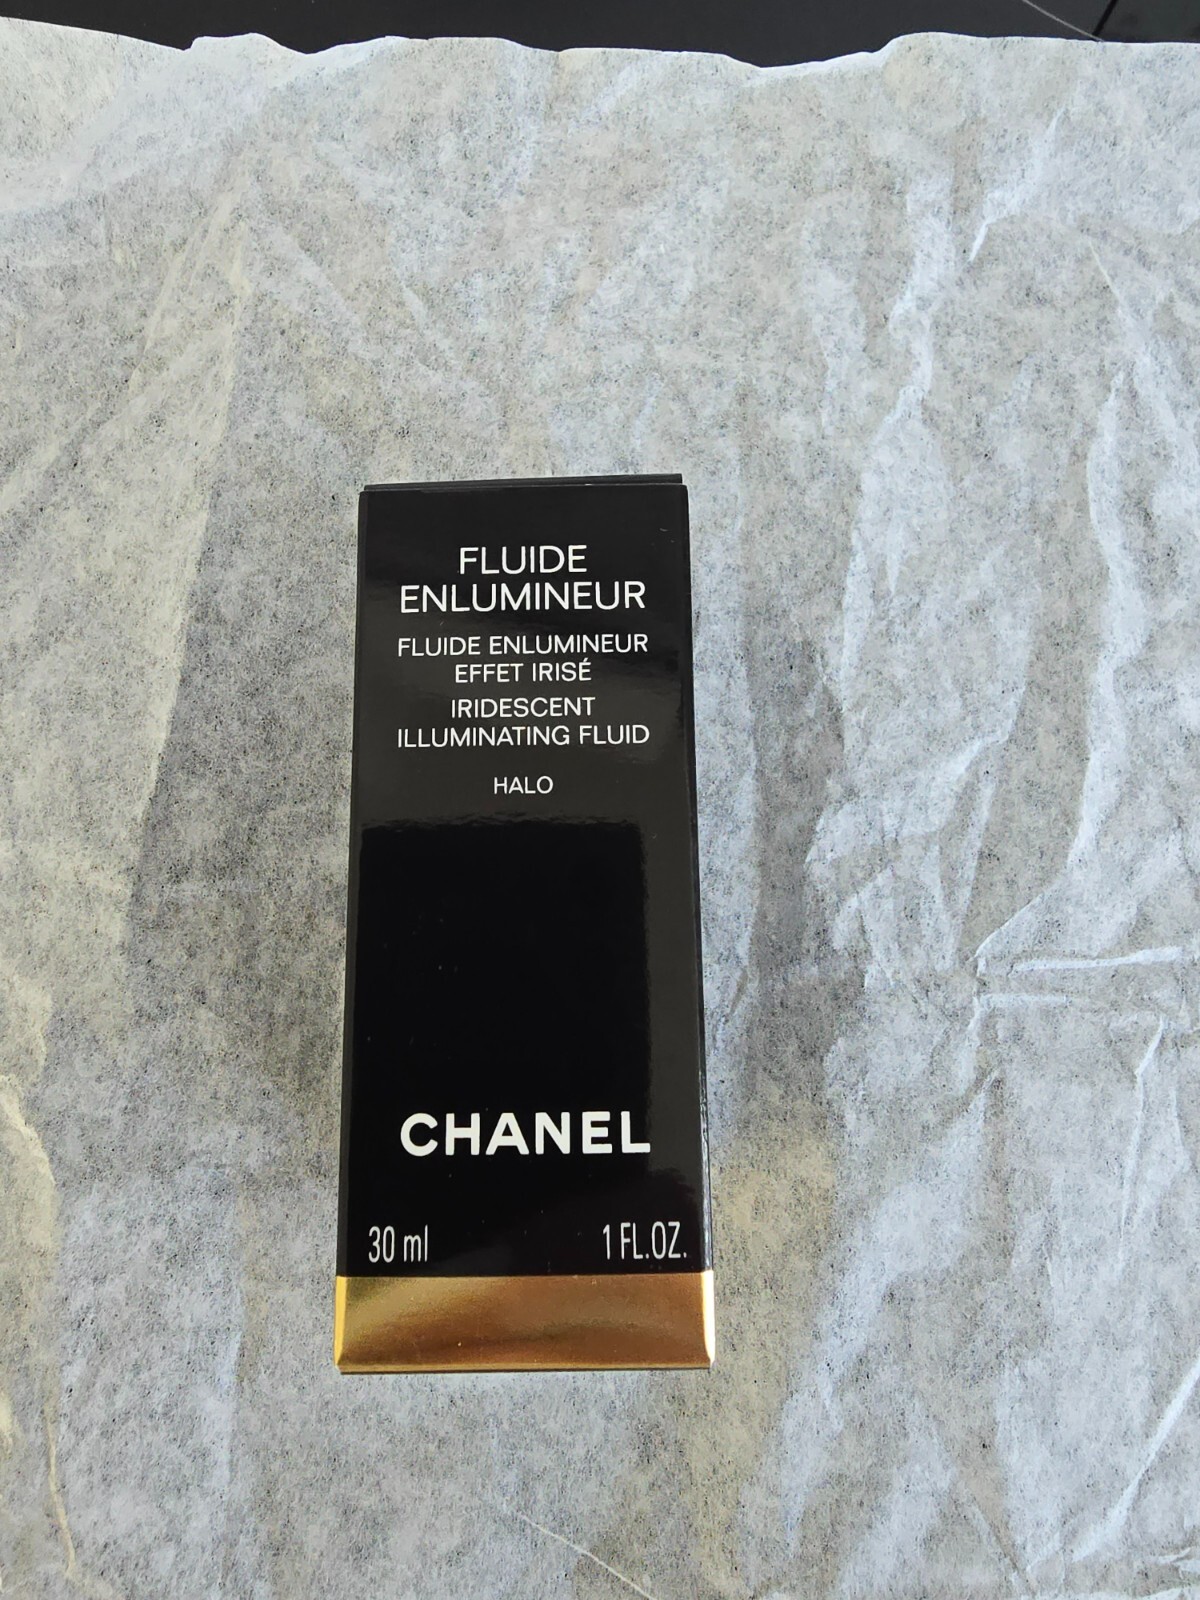 FLUIDE
ENLUMINEUR
FLUIDE ENLUMINEUR
EFFET IRISÉ
IRIDESCENT
ILLUMINATING FLUID
HALO
CHANEL
30 ml 1 FL.OZ.